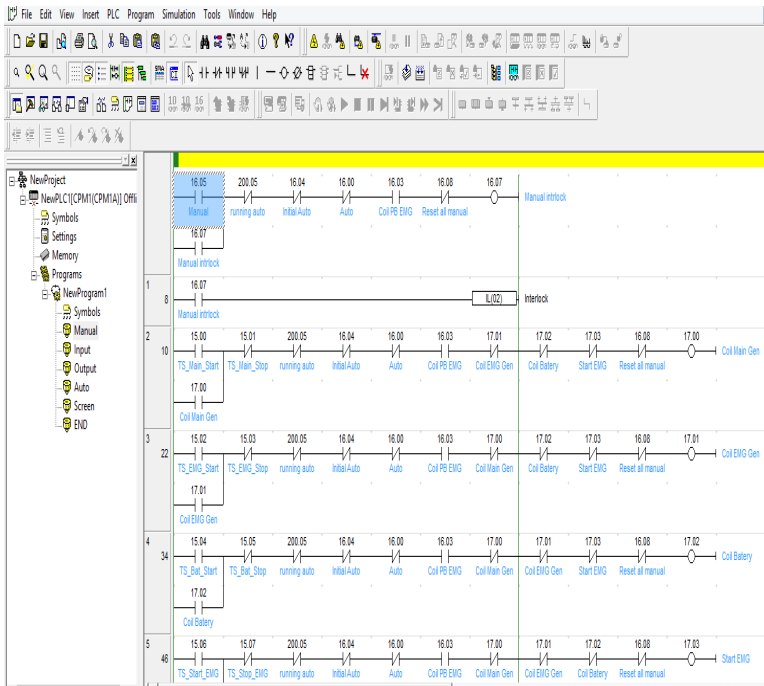 File Edit View Insert PLC Program Simulation Tools Window Help
10 16
NewProject
NewPLC1[CPM1(CPM1A)] Offli
Symbols
Settings
Memory
Programs
NewProgram1
Symbols
Manual
Input
Output
Auto
Screen
END
16.05 200.05 16.04 16.00 16.03 16.08 16.07
Manual running auto Initial Auto Auto Coil PB EMG Reset all manual Manual intrlock
16.07
Manual intrlock
1 16.07
8 IL(02) Interlock
Manual intrlock
2 15.00 15.01 200.05 16.04 16.00 16.03 17.01 17.02 17.03 16.08 17.00
10 Coil Main Gen
TS_Main_Start TS_Main_Stop running auto Initial Auto Auto Coil PB EMG Coil EMG Gen Coil Batery Start EMG Reset all manual
17.00
Coil Main Gen
3 15.02 15.03 200.05 16.04 16.00 16.03 17.00 17.02 17.03 16.08 17.01
22 Coil EMG Gen
TS_EMG_Start TS_EMG_Stop running auto Initial Auto Auto Coil PB EMG Coil Main Gen Coil Batery Start EMG Reset all manual
17.01
Coil EMG Gen
4 15.04 15.05 200.05 16.04 16.00 16.03 17.00 17.01 17.03 16.08 17.02
34 Coil Batery
TS_Bat_Start TS_Bat_Stop running auto Initial Auto Auto Coil PB EMG Coil Main Gen Coil EMG Gen Start EMG Reset all manual
17.02
Coil Batery
5 15.06 15.07 200.05 16.04 16.00 16.03 17.00 17.01 17.02 16.08 17.03
46 Start EMG
TS_Start_EMG TS_Stop_EMG running auto Initial Auto Auto Coil PB EMG Coil Main Gen Coil EMG Gen Coil Batery Reset all manual